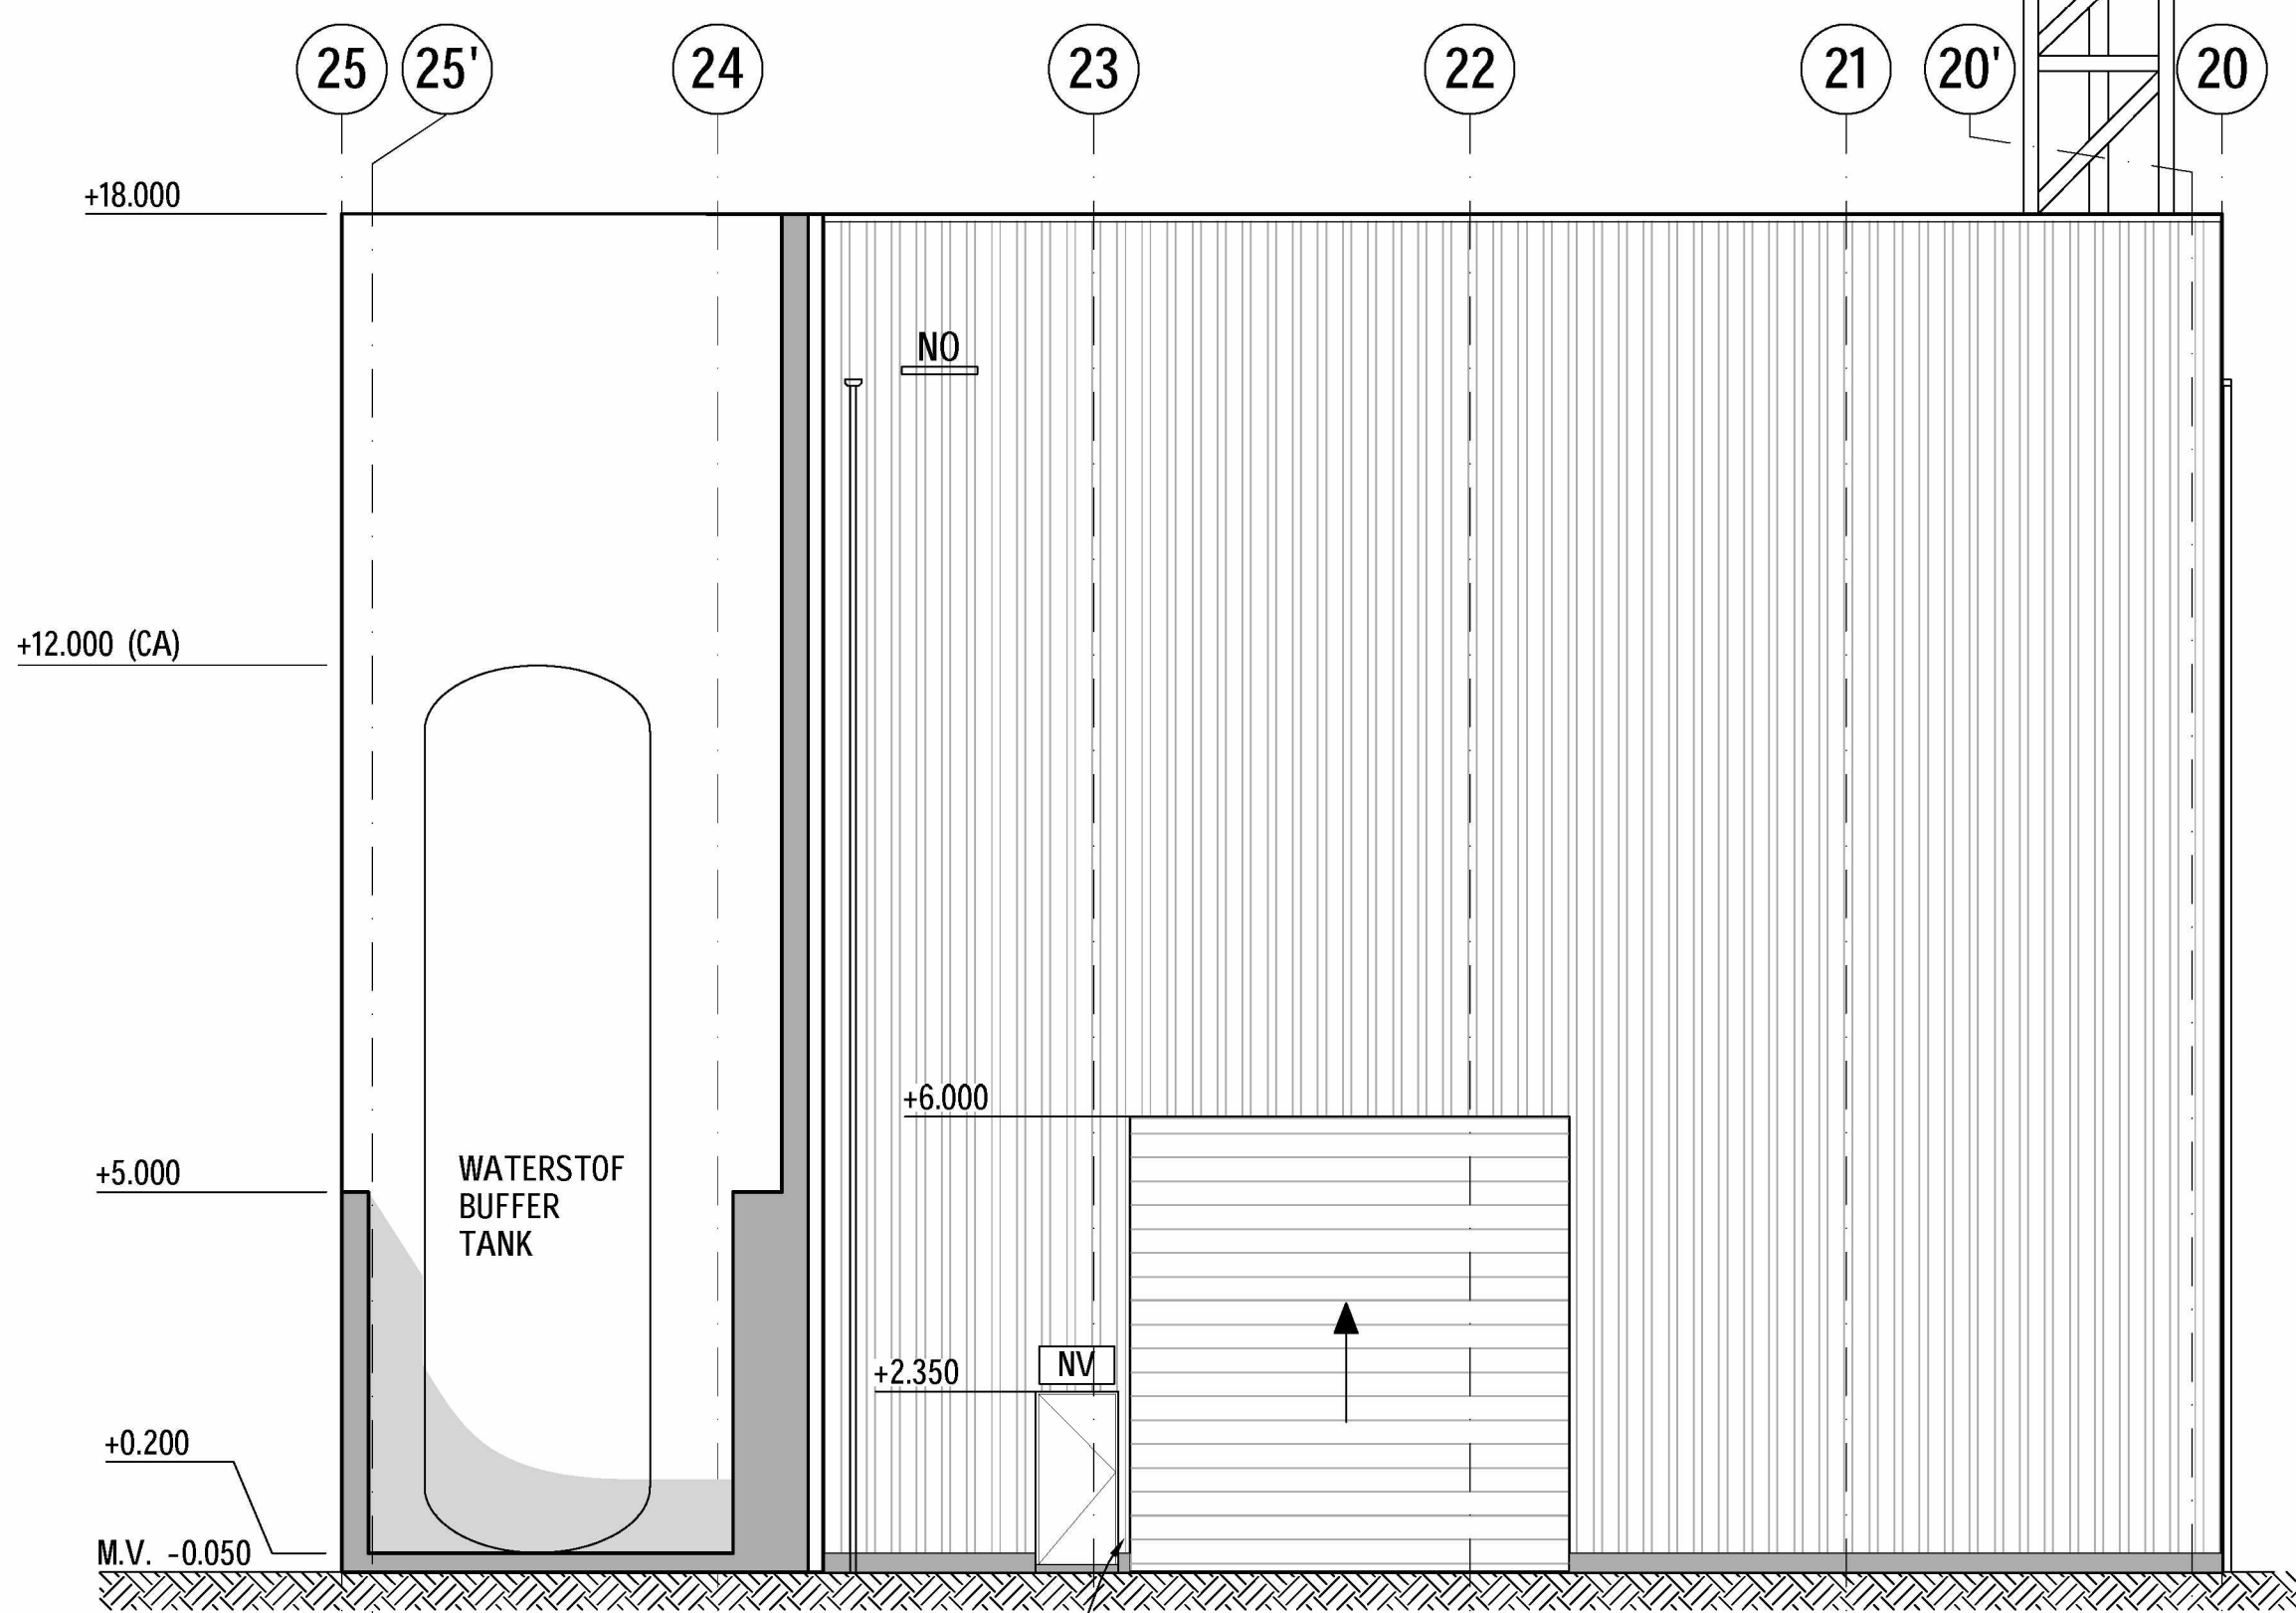 25 25' 24 23 22 21 20' 20
+18.000
NO
+12.000 (CA)
+6.000
WATERSTOF
BUFFER
TANK
+5.000
NV
+2.350
+0.200
M.V. -0.050